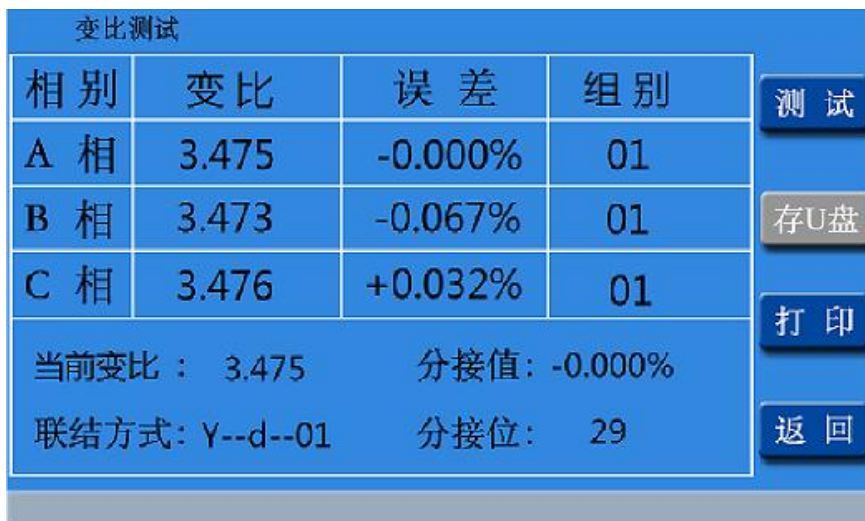 变比测试
相别 变比 误差 组别
A 相 3.475 -0.000% 01
B 相 3.473 -0.067% 01
C 相 3.476 +0.032% 01
当前变比： 3.475 分接值：-0.000%
联结方式：Y--d--01 分接位： 29
测试
存U盘
打印
返回